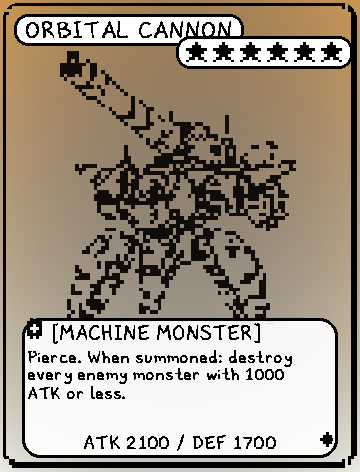 ORBITAL CANNON
[MACHINE MONSTER]
Pierce. When summoned: destroy
every enemy monster with 1000
ATK or less.
ATK 2100 / DEF 1700